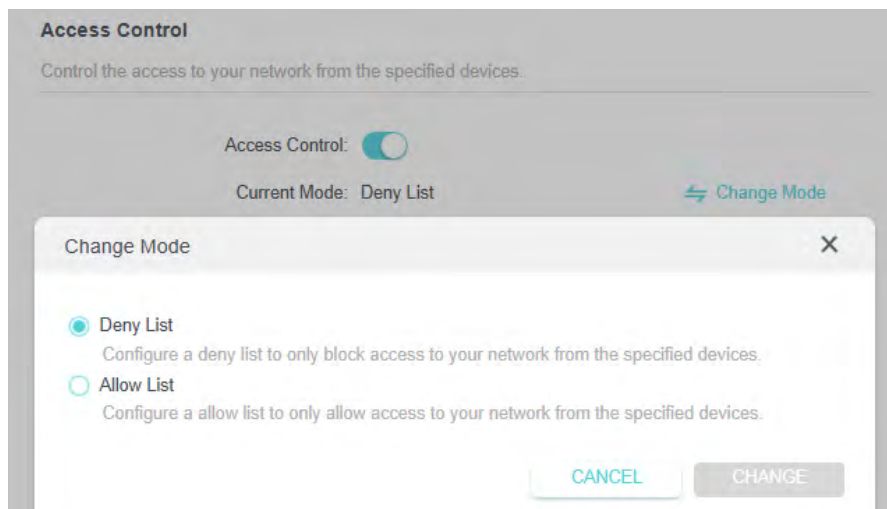 Access Control
Control the access to your network from the specified devices.
Access Control:
Current Mode: Deny List
Change Mode
Change Mode
Deny List
Configure a deny list to only block access to your network from the specified devices.
Allow List
Configure a allow list to only allow access to your network from the specified devices.
CANCEL CHANGE